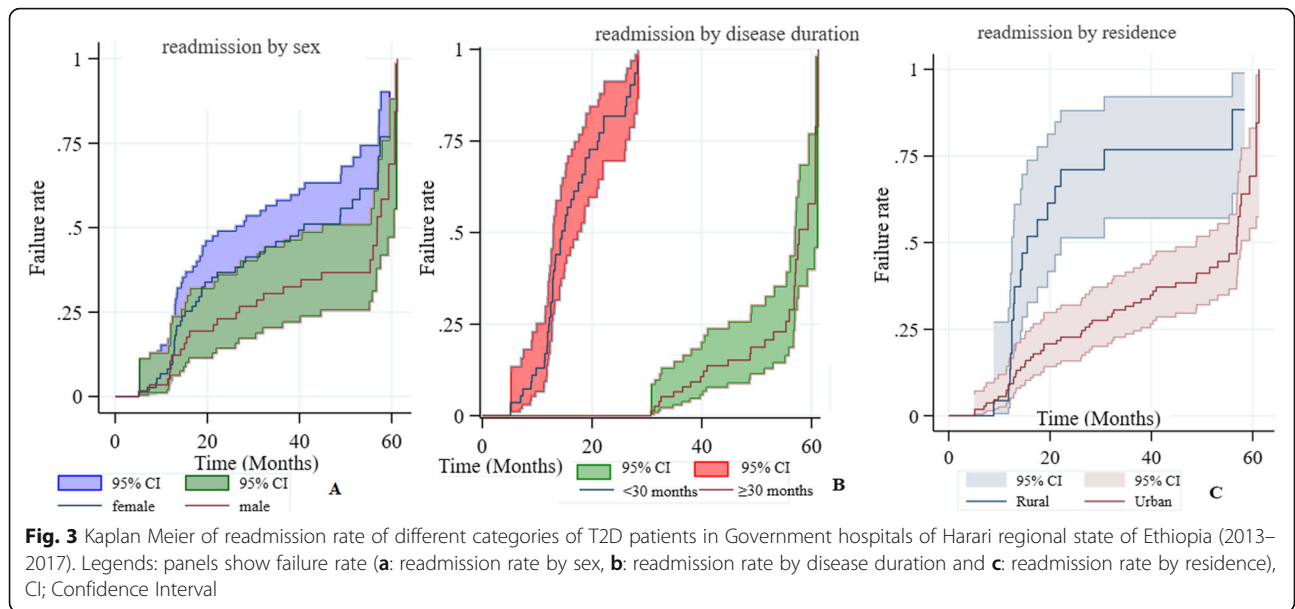 readmission by sex
1
.75
.5
.25
0
Failure rate
0 20 40 60
Time (Months)
95% CI 95% CI
female male
A
readmission by disease duration
1
.75
.5
.25
0
Failure rate
0 20 40 60
Time (Months)
95% CI 95% CI
<30 months ≥30 months
B
readmission by residence
1
.75
.5
.25
0
Failure rate
Time (Months)
0 20 40 60
95% CI 95% CI
Rural Urban
C
Fig. 3 Kaplan Meier of readmission rate of different categories of T2D patients in Government hospitals of Harari regional state of Ethiopia (2013–
2017). Legends: panels show failure rate (a: readmission rate by sex, b: readmission rate by disease duration and c: readmission rate by residence),
CI; Confidence Interval